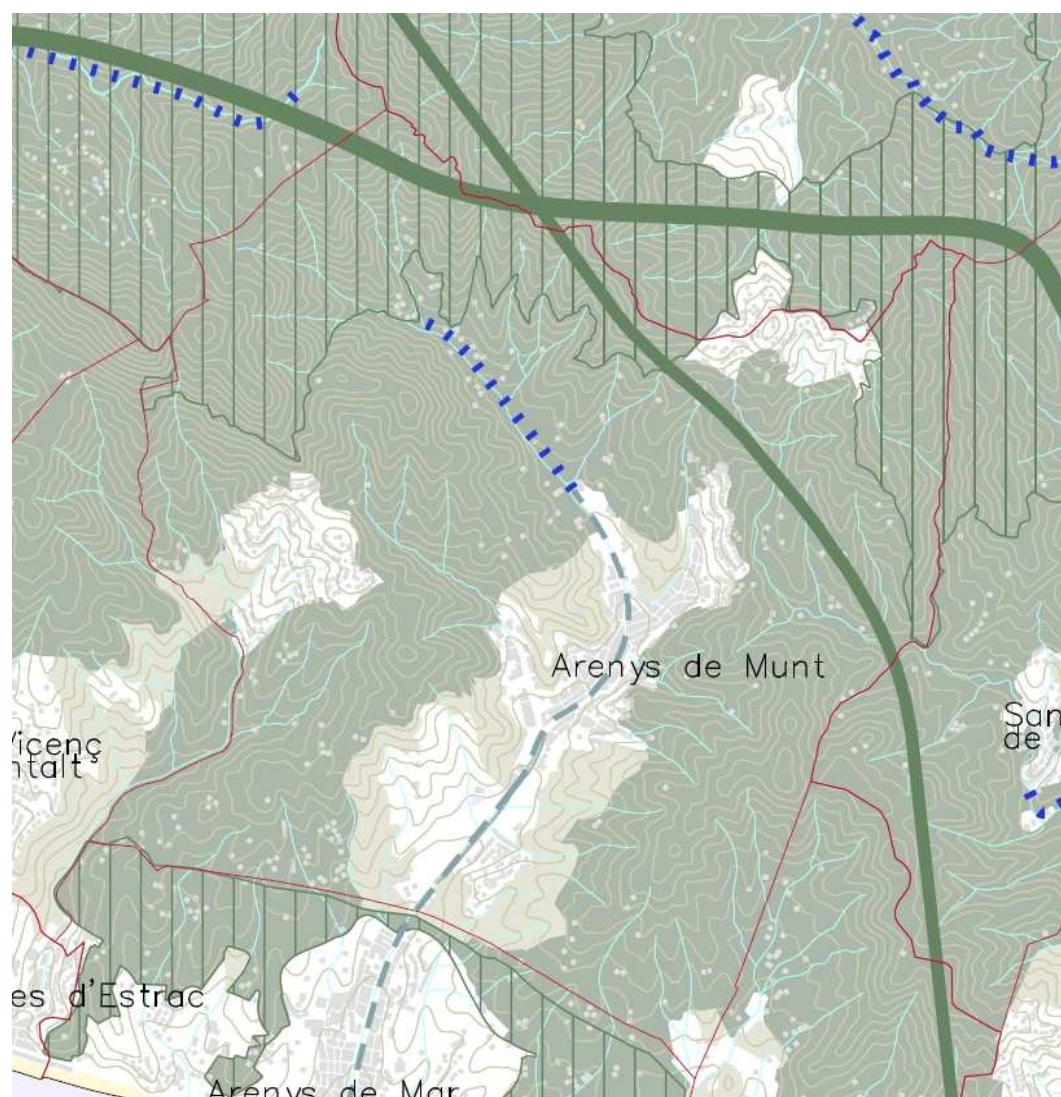 Arenys de Munt
San
de
Vicenç
ntalt
es d'Estrac
Arenys de Mar